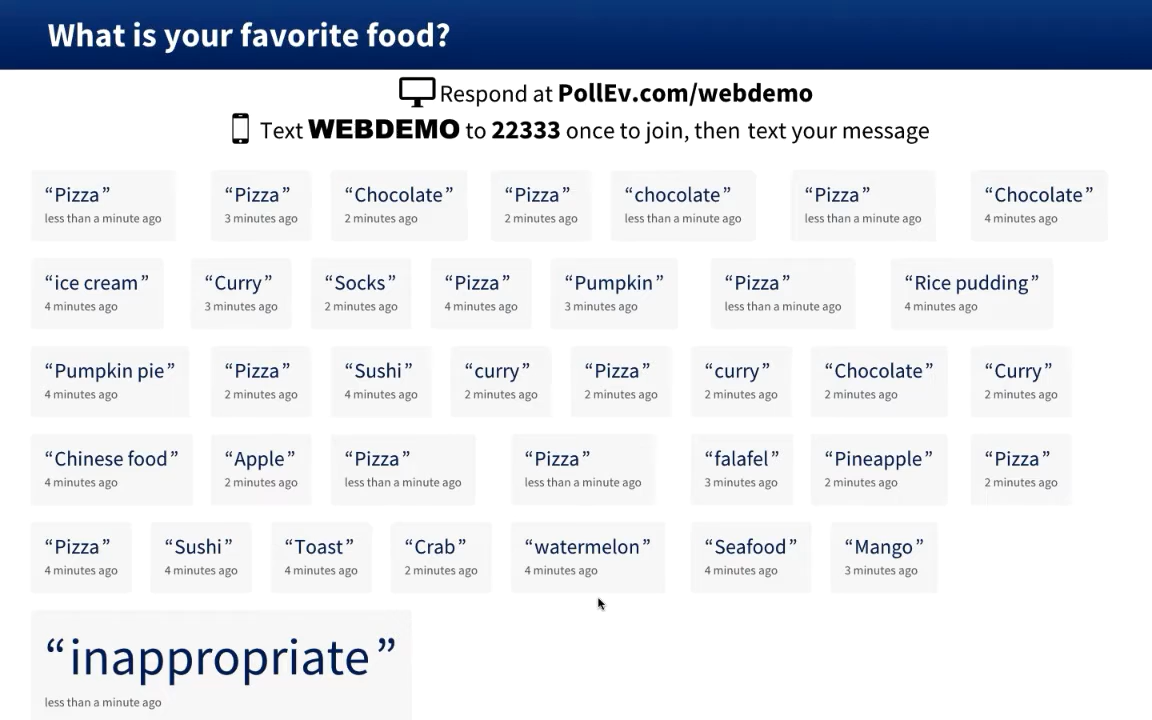 What is your favorite food?
Respond at PollEv.com/webdemo
Text WEBDEMO to 22333 once to join, then text your message
“Pizza” “Pizza” “Chocolate” “Pizza” “chocolate” “Pizza” “Chocolate”
less than a minute ago 3 minutes ago 2 minutes ago 2 minutes ago less than a minute ago less than a minute ago 4 minutes ago
“ice cream” “Curry” “Socks” “Pizza” “Pumpkin” “Pizza” “Rice pudding”
4 minutes ago 3 minutes ago 2 minutes ago 4 minutes ago 3 minutes ago less than a minute ago 4 minutes ago
“Pumpkin pie” “Pizza” “Sushi” “curry” “Pizza” “curry” “Chocolate” “Curry”
4 minutes ago 2 minutes ago 4 minutes ago 2 minutes ago 2 minutes ago 2 minutes ago 2 minutes ago 2 minutes ago
“Chinese food” “Apple” “Pizza” “Pizza” “falafel” “Pineapple” “Pizza”
4 minutes ago 2 minutes ago less than a minute ago less than a minute ago 3 minutes ago 2 minutes ago 2 minutes ago
“Pizza” “Sushi” “Toast” “Crab” “watermelon” “Seafood” “Mango”
4 minutes ago 4 minutes ago 4 minutes ago 2 minutes ago 4 minutes ago 4 minutes ago 3 minutes ago
“inappropriate”
less than a minute ago